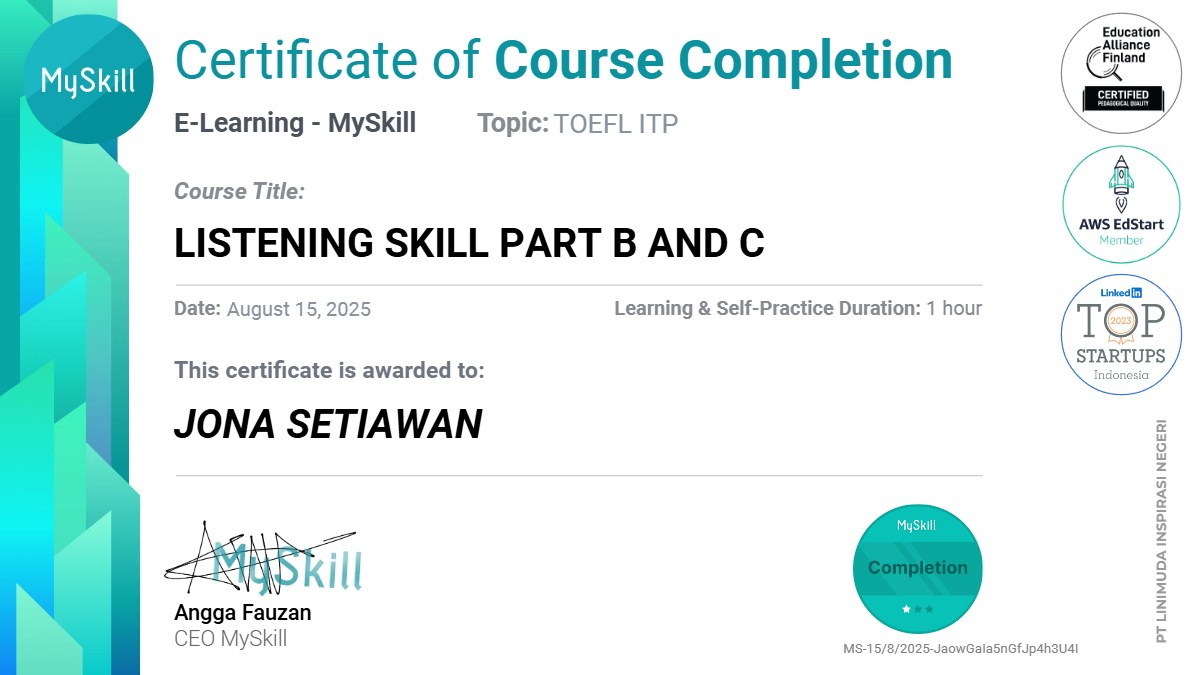 MySkill
Certificate of Course Completion
E-Learning - MySkill Topic: TOEFL ITP
Course Title:
LISTENING SKILL PART B AND C
Date: August 15, 2025 Learning & Self-Practice Duration: 1 hour
This certificate is awarded to:
JONA SETIAWAN
MySkill
Angga Fauzan
CEO MySkill
MySkill
Completion
MS-15/8/2025-JaowGaIa5nGfJp4h3U4I
Education
Alliance
Finland
CERTIFIED
PEDAGOGICAL QUALITY
AWS EdStart
Member
LinkedIn
TOP
2023
STARTUPS
Indonesia
PT LINIMUDA INSPIRASI NEGERI